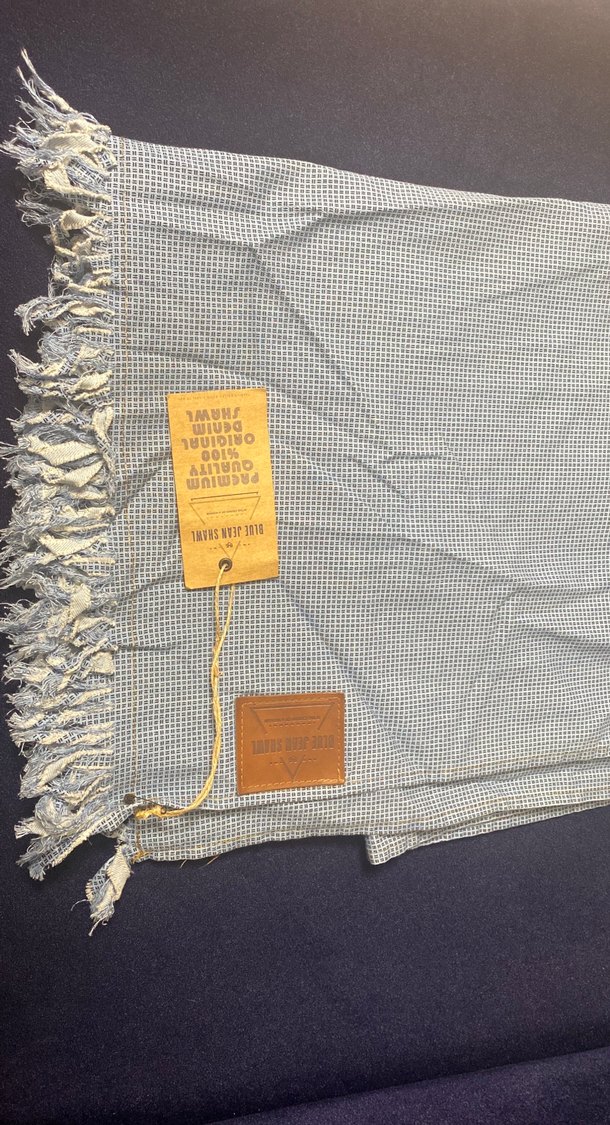 BLUE JEAN SHAWL
PREMIUM
QUALITY
%100
ORIGINAL
DENIM
SHAWL
BLUE JEAN SHAWL